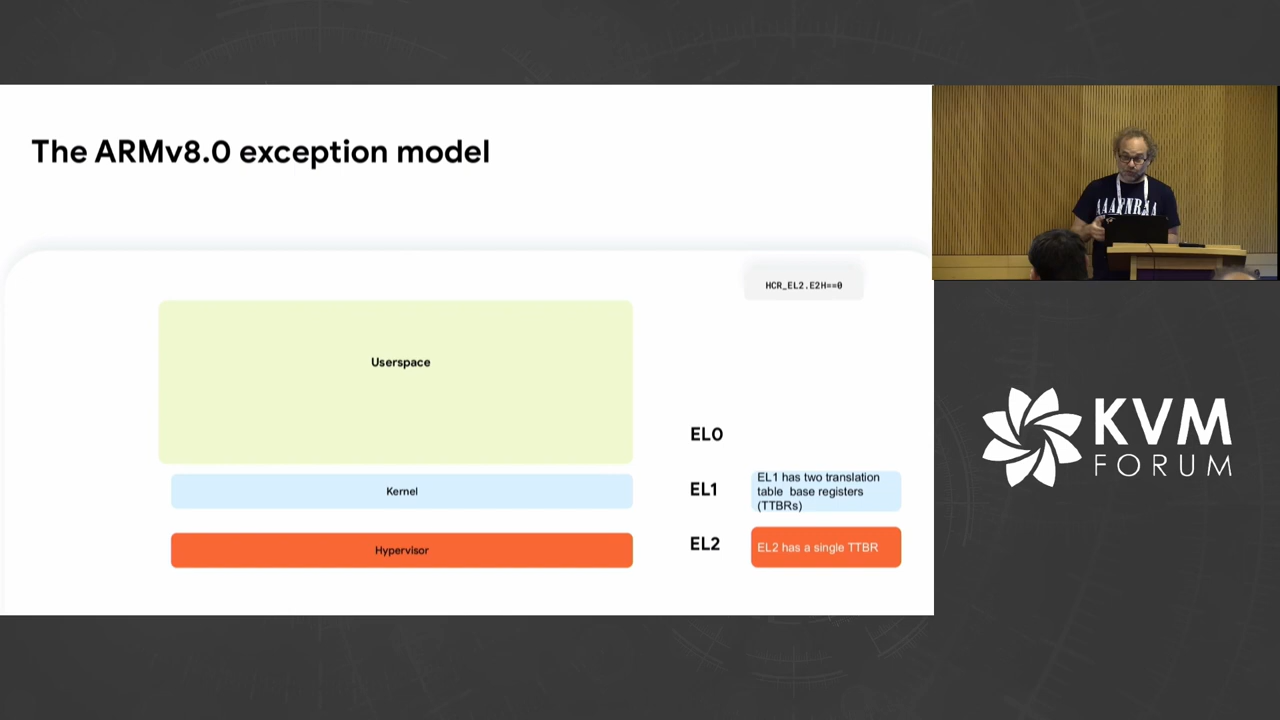 The ARMv8.0 exception model
HCR_EL2.E2H==0
Userspace
EL0
Kernel
EL1
EL1 has two translation
table base registers
(TTBRs)
Hypervisor
EL2
EL2 has a single TTBR
KVM
FORUM